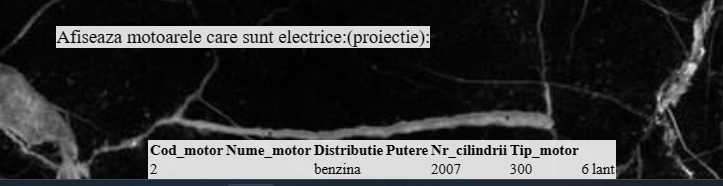 Afiseaza motoarele care sunt electrice:(proiectie):
Cod_motor Nume_motor Distributie Putere Nr_cilindrii Tip_motor
2 benzina 2007 300 6 lant